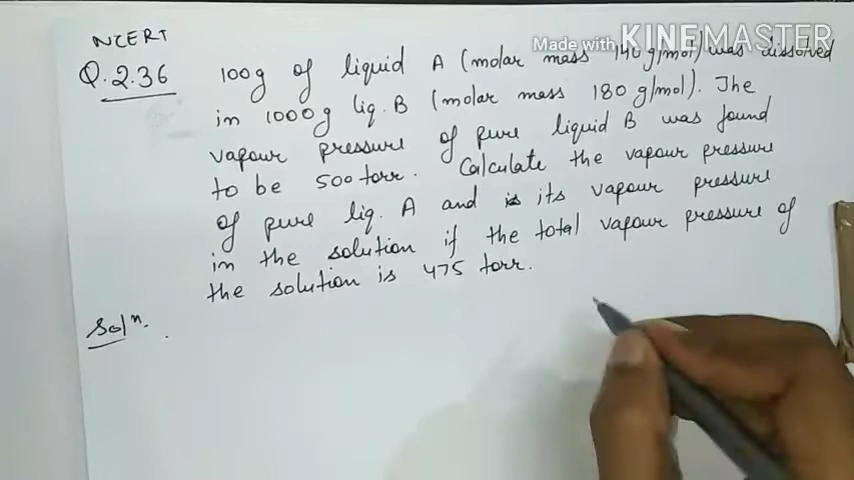 Made with KINEMASTER
NCERT
Q.2.36 100g of liquid A (molar mass 140 g/mol) was dissolved
in 1000g liq. B (molar mass 180 g/mol). The
vapour pressure of pure liquid B was found
to be 500 torr. Calculate the vapour pressure
of pure liq. A and its vapour pressure
in the solution if the total vapour pressure of
the solution is 475 torr.
Solⁿ.